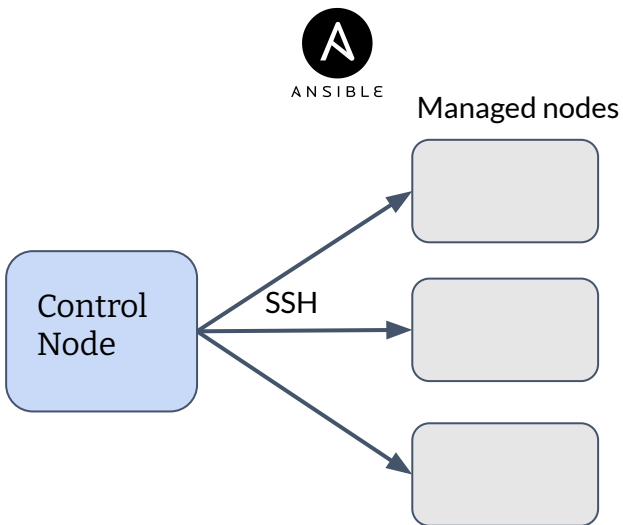 ANSIBLE
Managed nodes
Control
Node
SSH